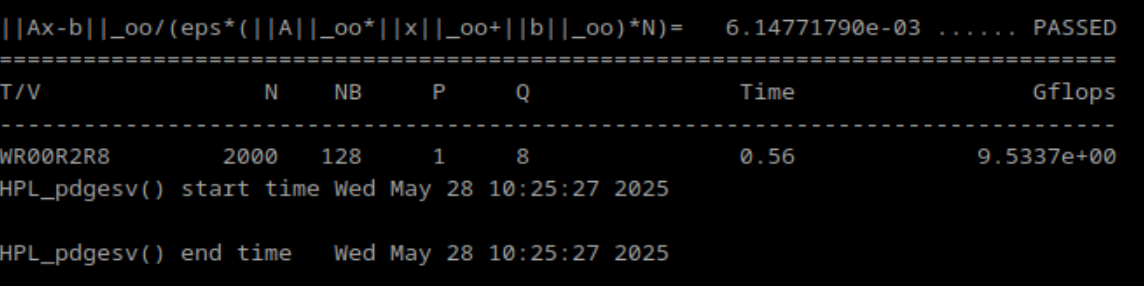 ||Ax-b||_oo/(eps*(||A||_oo*||x||_oo+||b||_oo)*N)=   6.14771790e-03 ...... PASSED
================================================================================
T/V                N    NB     P     Q               Time                 Gflops
--------------------------------------------------------------------------------
WR00R2R8        2000   128     1     8               0.56             9.5337e+00
HPL_pdgesv() start time Wed May 28 10:25:27 2025
HPL_pdgesv() end time   Wed May 28 10:25:27 2025